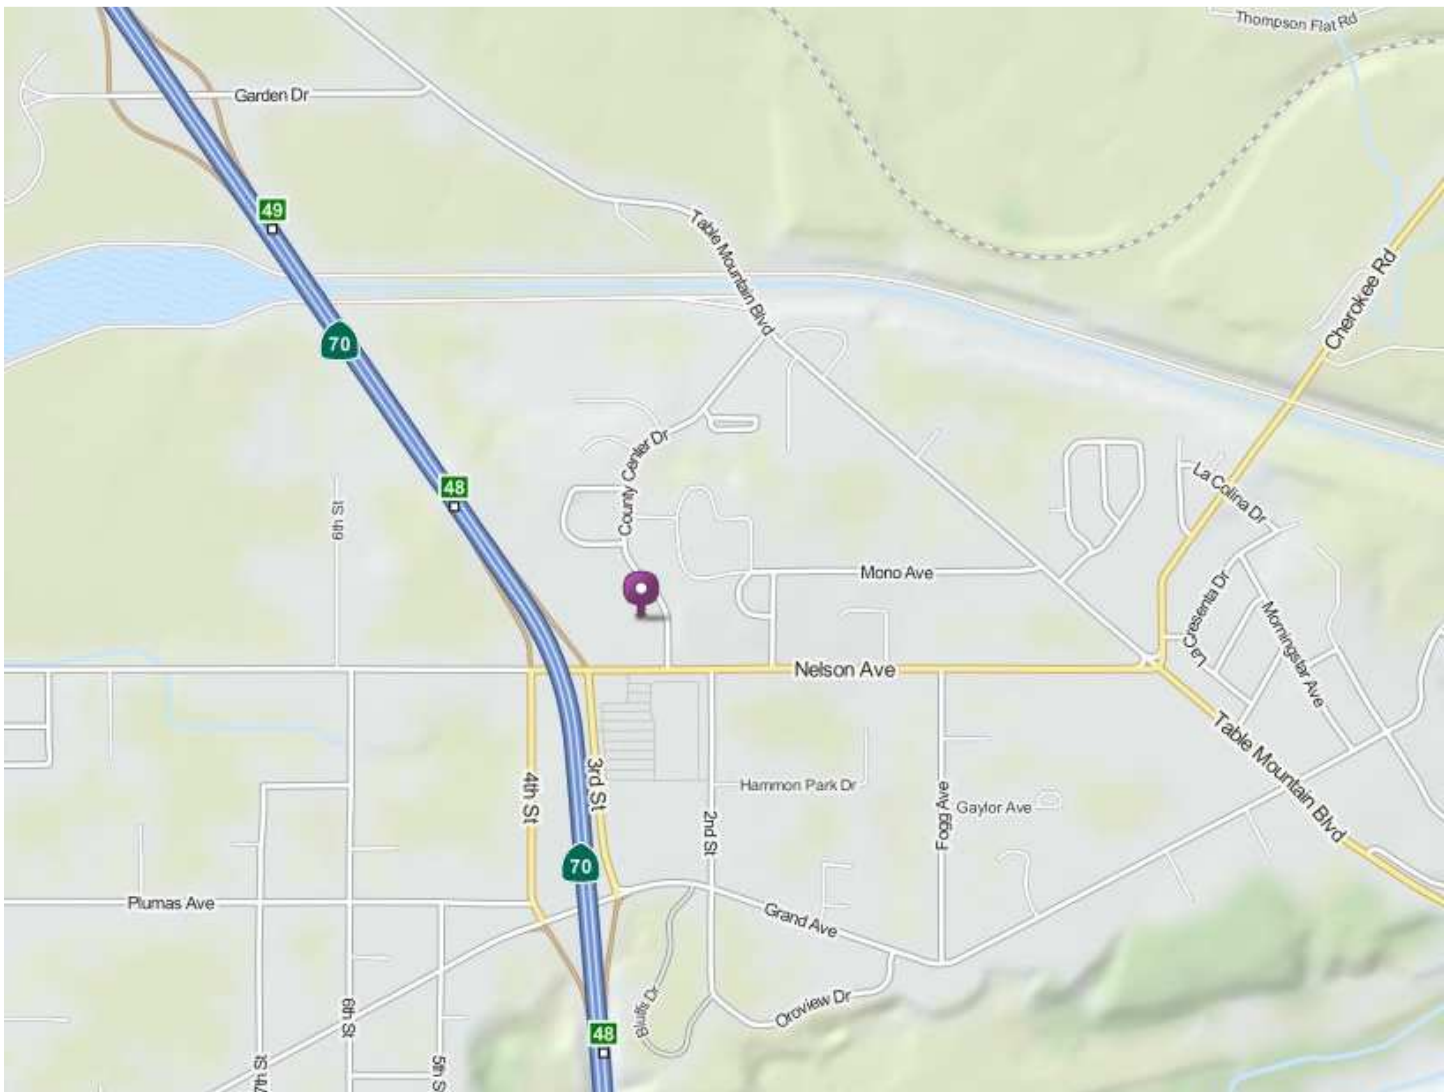 Thompson Flat Rd
Garden Dr
49
Table Mountain Blvd
Cherokee Rd
70
County Center Dr
48
6th St
La Colina Dr
Mono Ave
La Cresenta Dr
Morningstar Ave
Nelson Ave
4th St
3rd St
Table Mountain Blvd
Hammon Park Dr
2nd St
Fogg Ave
Gaylor Ave
70
Plumas Ave
Grand Ave
6th St
Bluffs Dr
Oroview Dr
48
7th St
5th S